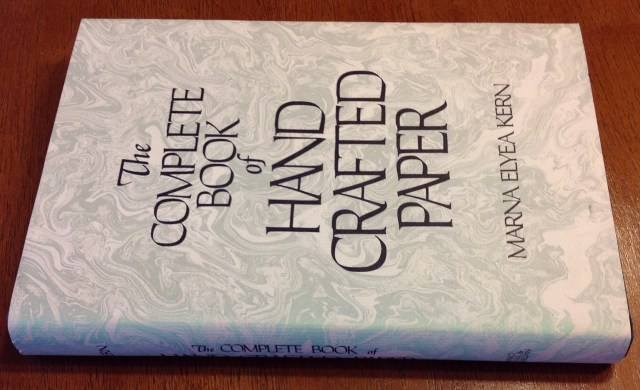 The
COMPLETE
BOOK
of
HAND
CRAFTED
PAPER
MARNA ELYEA KERN
The COMPLETE BOOK of